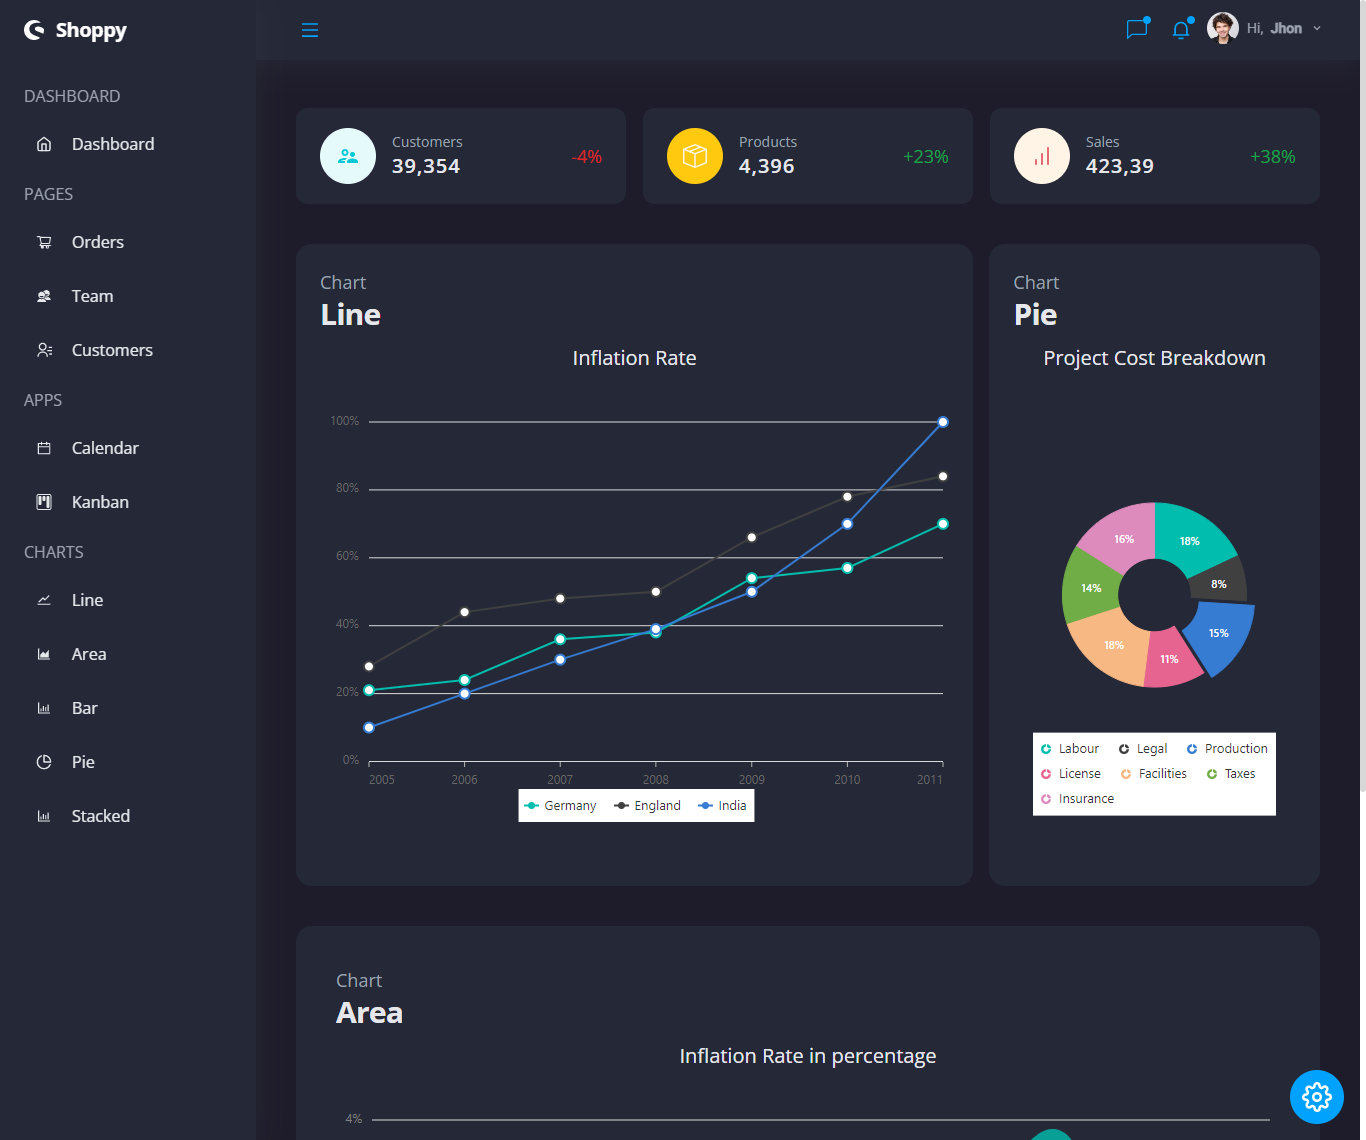 Shoppy
Hi, Jhon
DASHBOARD
Dashboard
PAGES
Orders
Team
Customers
APPS
Calendar
Kanban
CHARTS
Line
Area
Bar
Pie
Stacked
Customers
39,354
-4%
Products
4,396
+23%
Sales
423,39
+38%
Chart
Line
Inflation Rate
100%
80%
60%
40%
20%
0%
2005 2006 2007 2008 2009 2010 2011
Germany England India
Chart
Pie
Project Cost Breakdown
16% 18%
14% 8%
18% 11% 15%
Labour Legal Production
License Facilities Taxes
Insurance
Chart
Area
Inflation Rate in percentage
4%